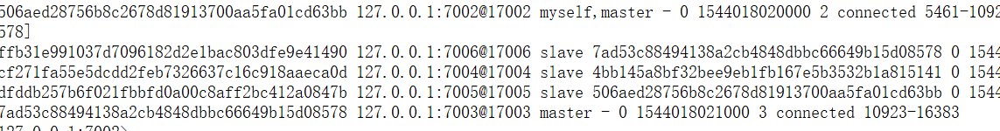 506aed28756b8c2678d81913700aa5fa01cd63bb 127.0.0.1:7002@17002 myself,master - 0 1544018020000 2 connected 5461-1092
578]
ffb31e991037d7096182d2e1bac803dfe9e41490 127.0.0.1:7006@17006 slave 7ad53c88494138a2cb4848dbbc66649b15d08578 0 1544
cf271fa55e5dcdd2feb7326637c16c918aaeca0d 127.0.0.1:7004@17004 slave 4bb145a8bf32bee9eb1fb167e5b3532b1a815141 0 1544
dfddb257b6f021fbbfd0a00c8aff2bc412a0847b 127.0.0.1:7005@17005 slave 506aed28756b8c2678d81913700aa5fa01cd63bb 0 1544
7ad53c88494138a2cb4848dbbc66649b15d08578 127.0.0.1:7003@17003 master - 0 1544018021000 3 connected 10923-16383
127.0.0.1:7002>